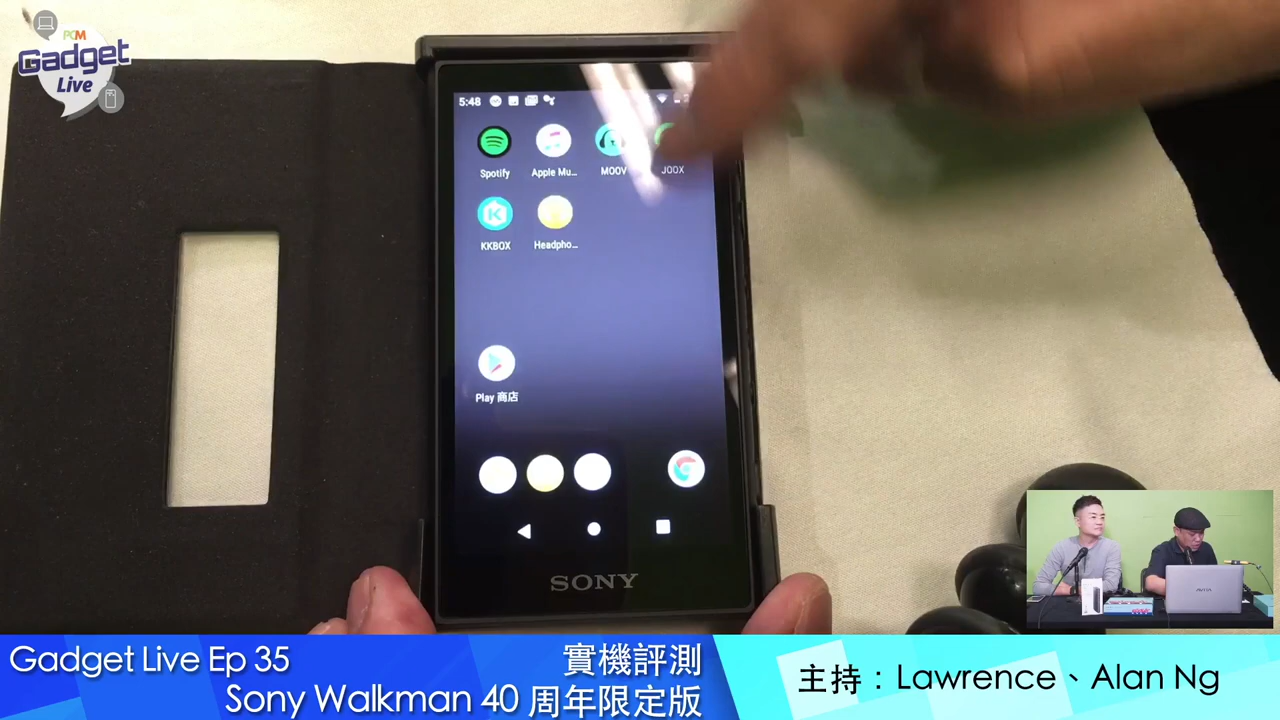 PCM
Gadget
Live
5:48
Spotify
Apple Mu...
MOOV
JOOX
KKBOX
Headpho...
Play 商店
SONY
AVITA
Gadget Live Ep 35
實機評測
Sony Walkman 40 周年限定版
主持：Lawrence、Alan Ng